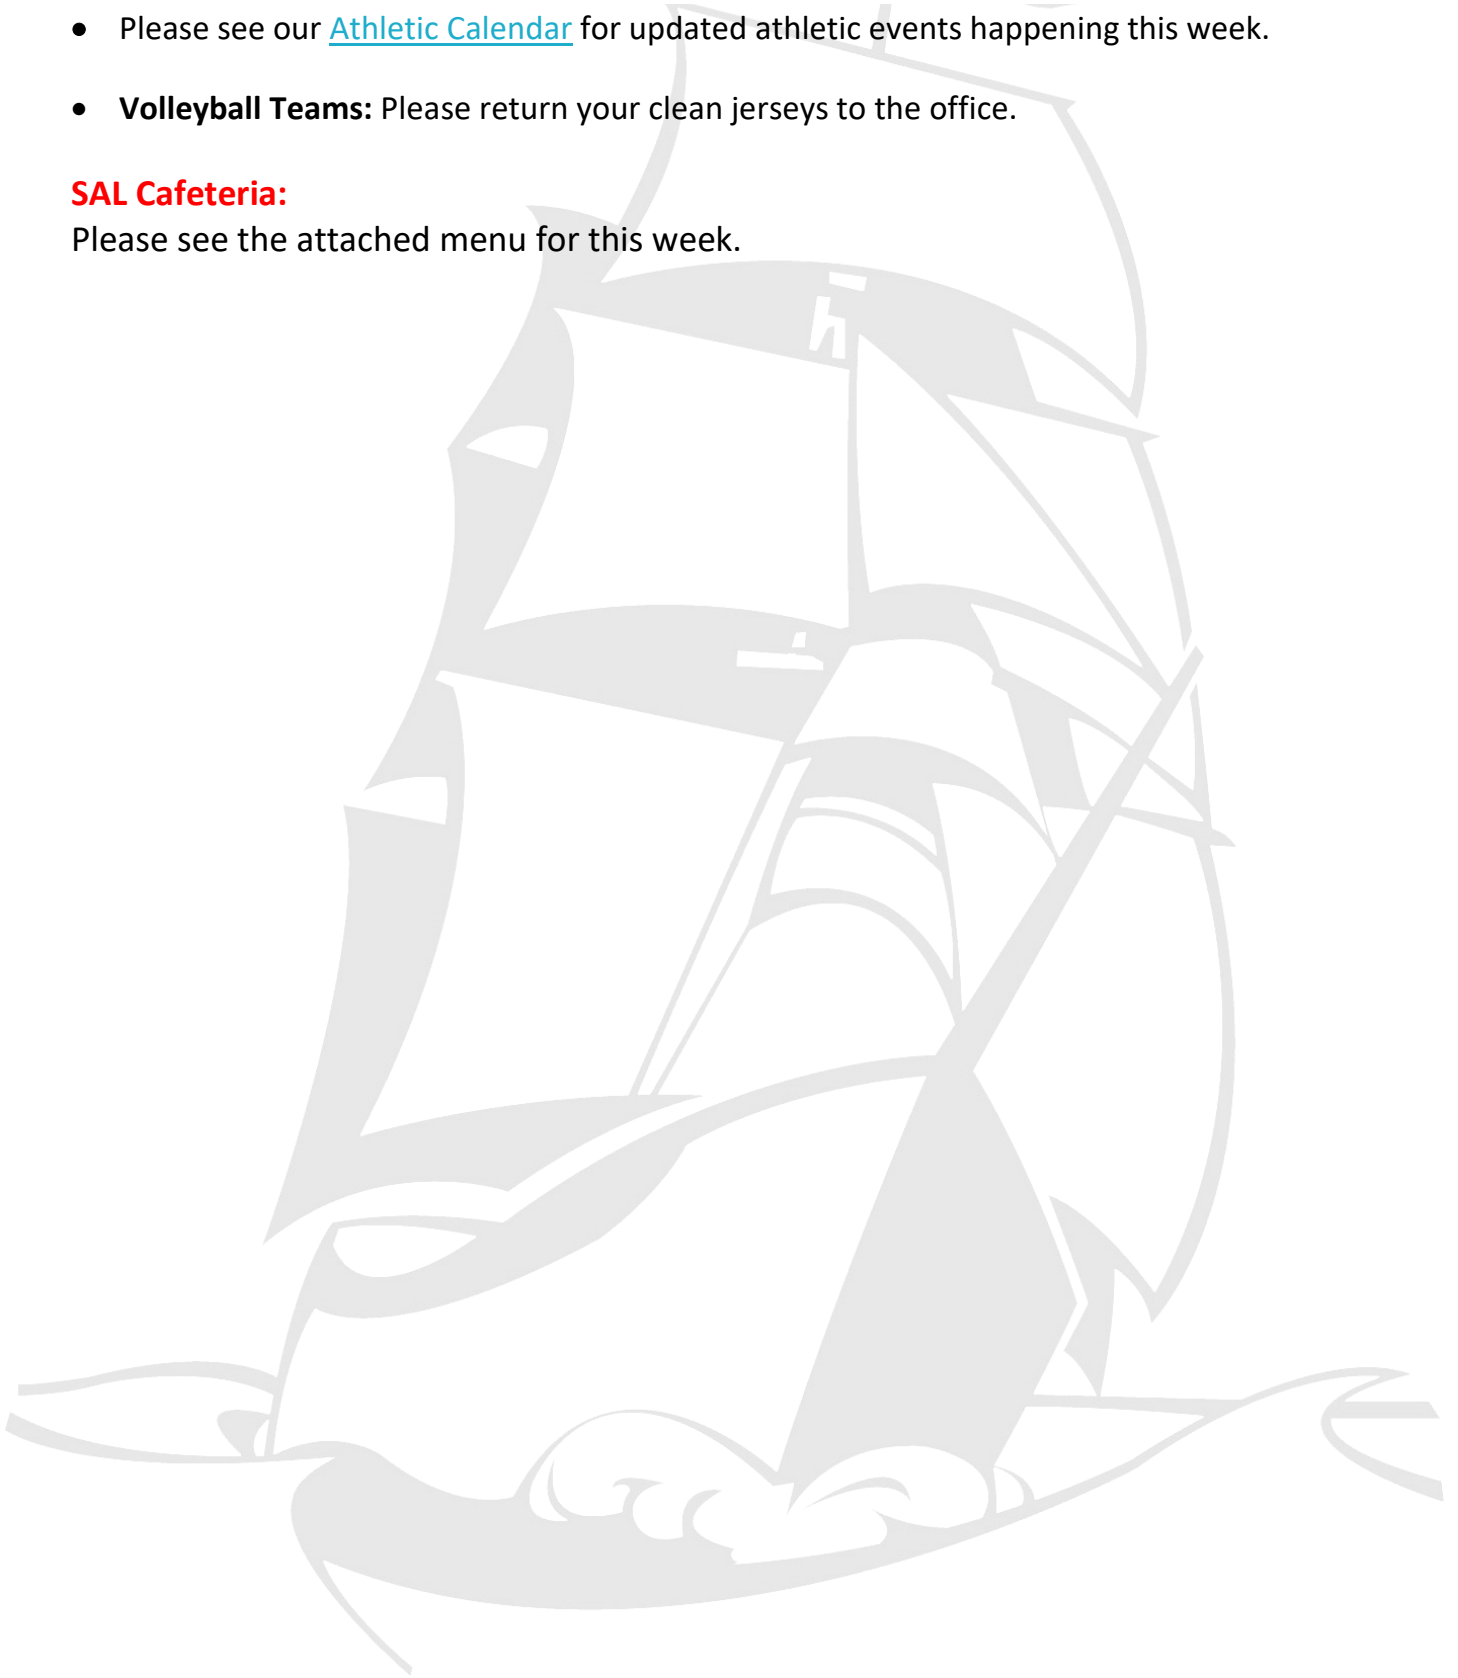 • Please see our Athletic Calendar for updated athletic events happening this week.
• Volleyball Teams: Please return your clean jerseys to the office.
SAL Cafeteria:
Please see the attached menu for this week.